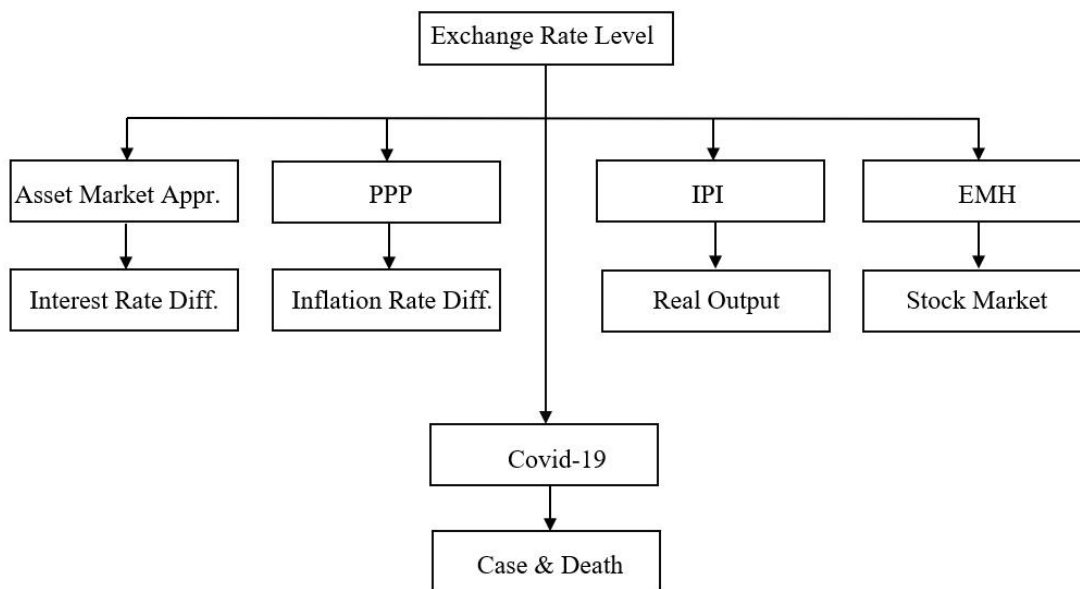 Exchange Rate Level
Asset Market Appr.
PPP
IPI
EMH
Interest Rate Diff.
Inflation Rate Diff.
Real Output
Stock Market
Covid-19
Case & Death